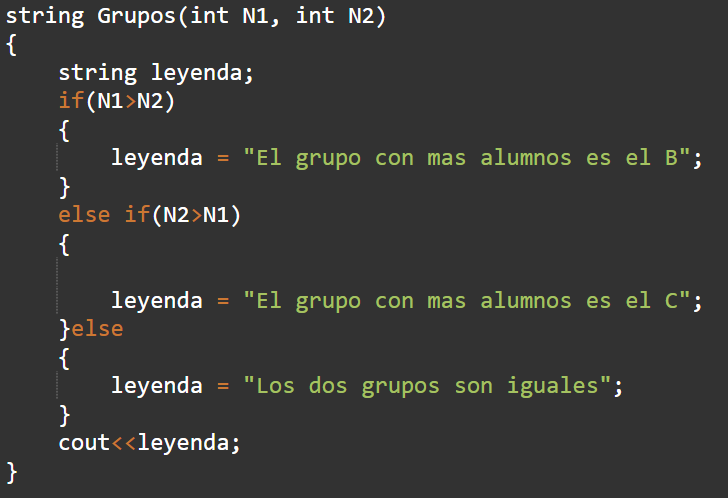 string Grupos(int N1, int N2)
{
    string leyenda;
    if(N1>N2)
    {
        leyenda = "El grupo con mas alumnos es el B";
    }
    else if(N2>N1)
    {

        leyenda = "El grupo con mas alumnos es el C";
    }else
    {
        leyenda = "Los dos grupos son iguales";
    }
    cout<<leyenda;
}